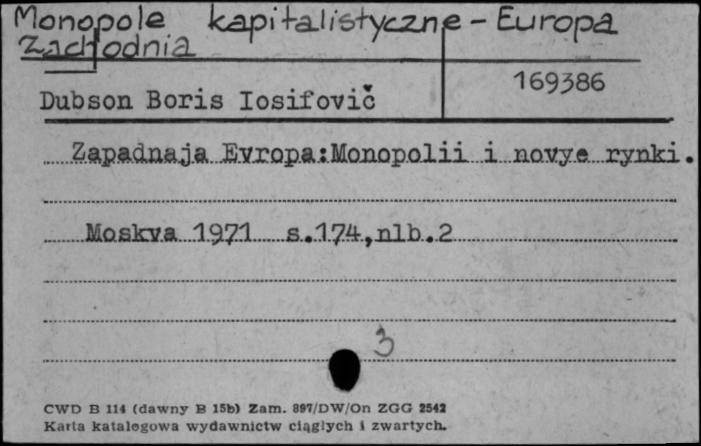 Monopole kapitalistyczne - Europa
Zachodnia
169386
Dubson Boris Iosifovič
Zapadnaja Evropa:Monopolii i novye rynki.
Moskva 1971 s.174,nlb.2
3
CWD B 114 (dawny B 15b) Zam. 897/DW/On ZGG 2542
Karta katalogowa wydawnictw ciągłych i zwartych.